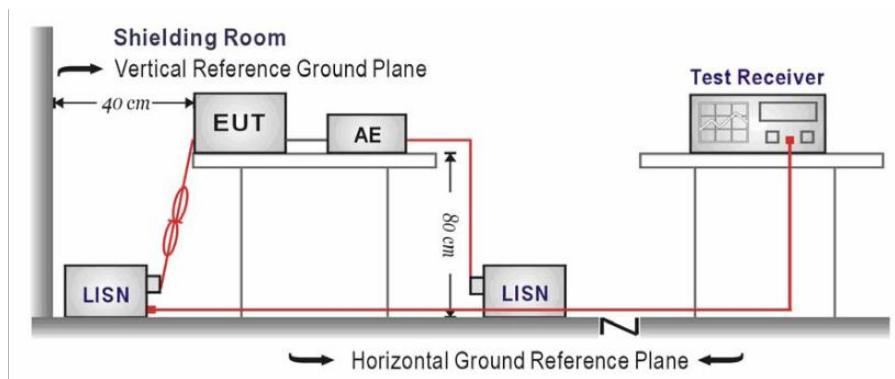 Shielding Room
Vertical Reference Ground Plane
40 cm
EUT
AE
Test Receiver
80 cm
LISN
LISN
Horizontal Ground Reference Plane